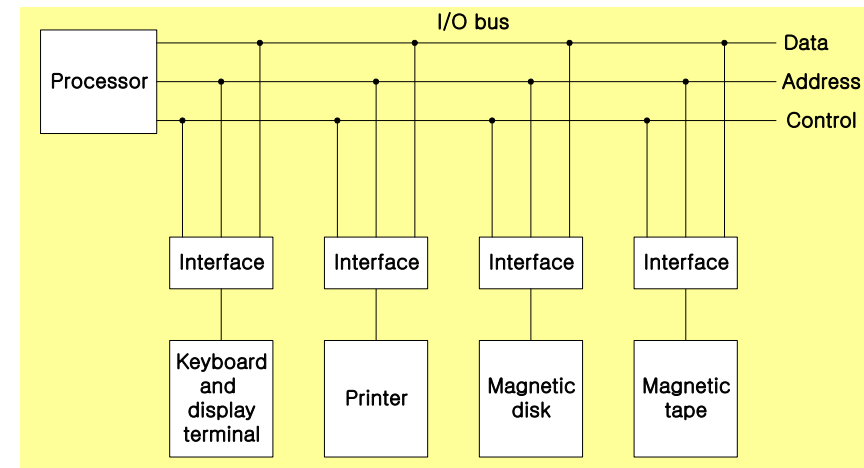 I/O bus
Data
Processor
Address
Control
Interface
Interface
Interface
Interface
Keyboard
and
display
terminal
Printer
Magnetic
disk
Magnetic
tape